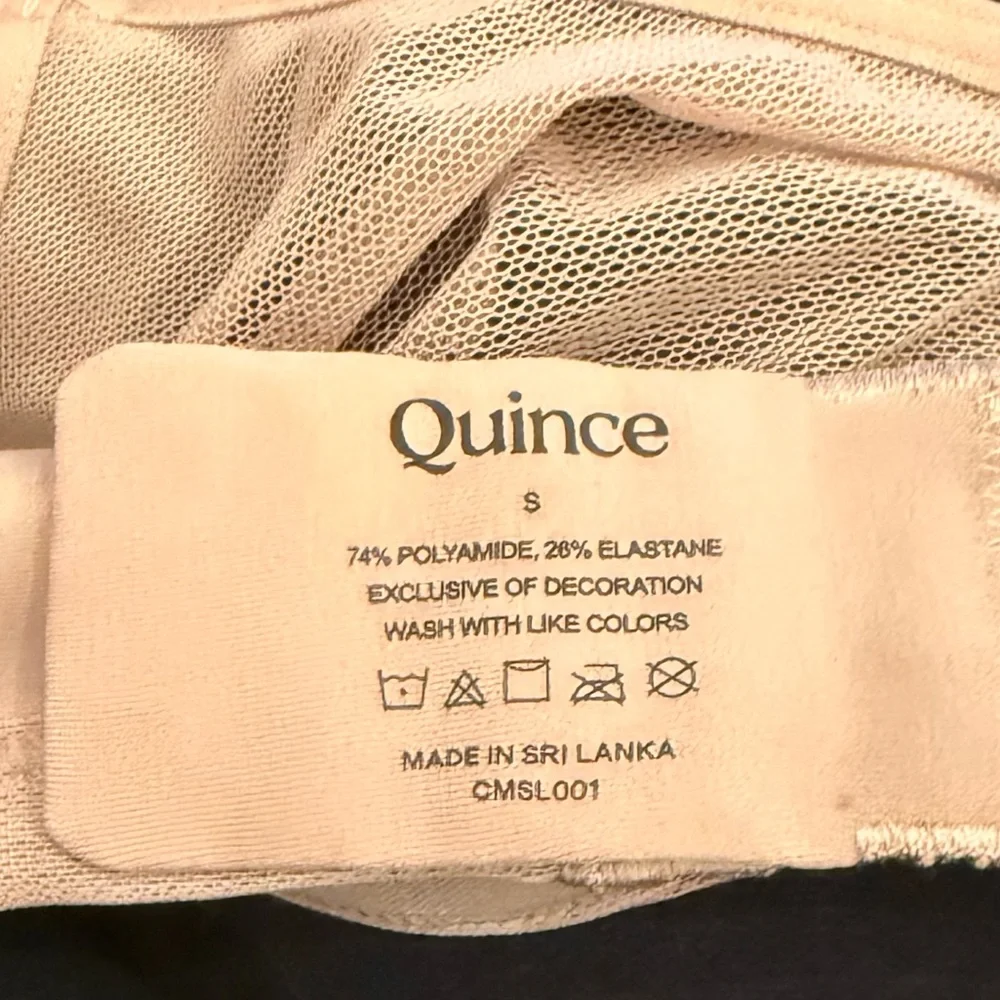 Quince
S
74% POLYAMIDE, 26% ELASTANE
EXCLUSIVE OF DECORATION
WASH WITH LIKE COLORS
MADE IN SRI LANKA
CMSL001